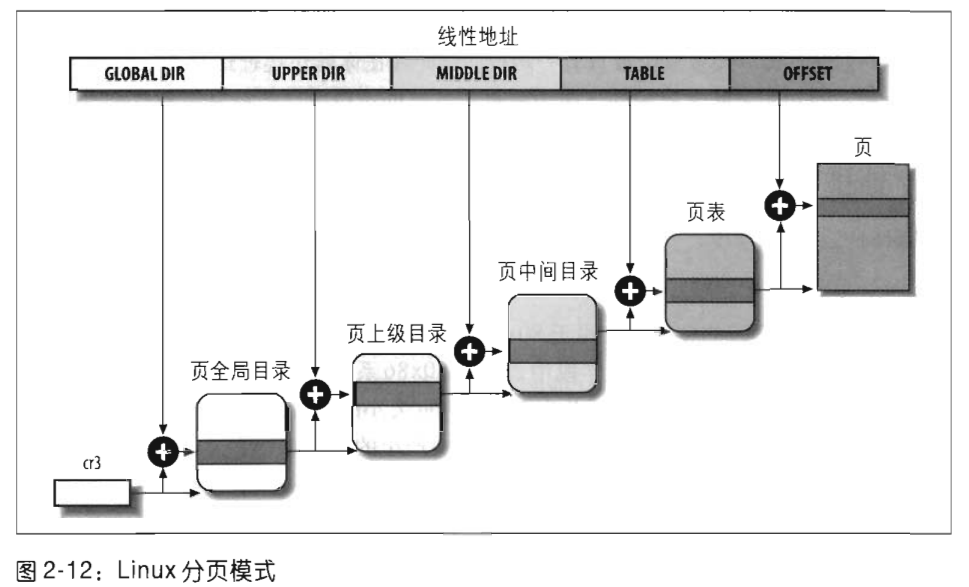 线性地址
GLOBAL DIR
UPPER DIR
MIDDLE DIR
TABLE
OFFSET
页
页表
页中间目录
页上级目录
页全局目录
cr3
图 2-12：Linux 分页模式